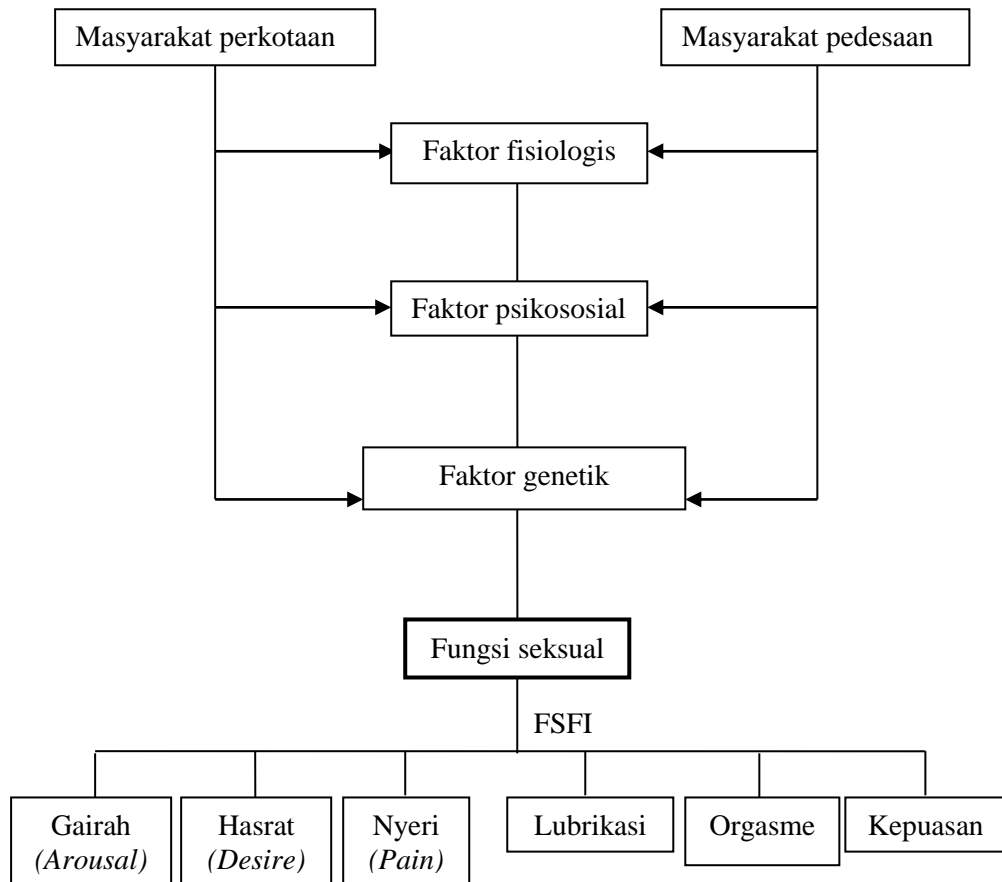 Masyarakat perkotaan
Masyarakat pedesaan
Faktor fisiologis
Faktor psikososial
Faktor genetik
Fungsi seksual
FSFI
Gairah
(Arousal)
Hasrat
(Desire)
Nyeri
(Pain)
Lubrikasi
Orgasme
Kepuasan